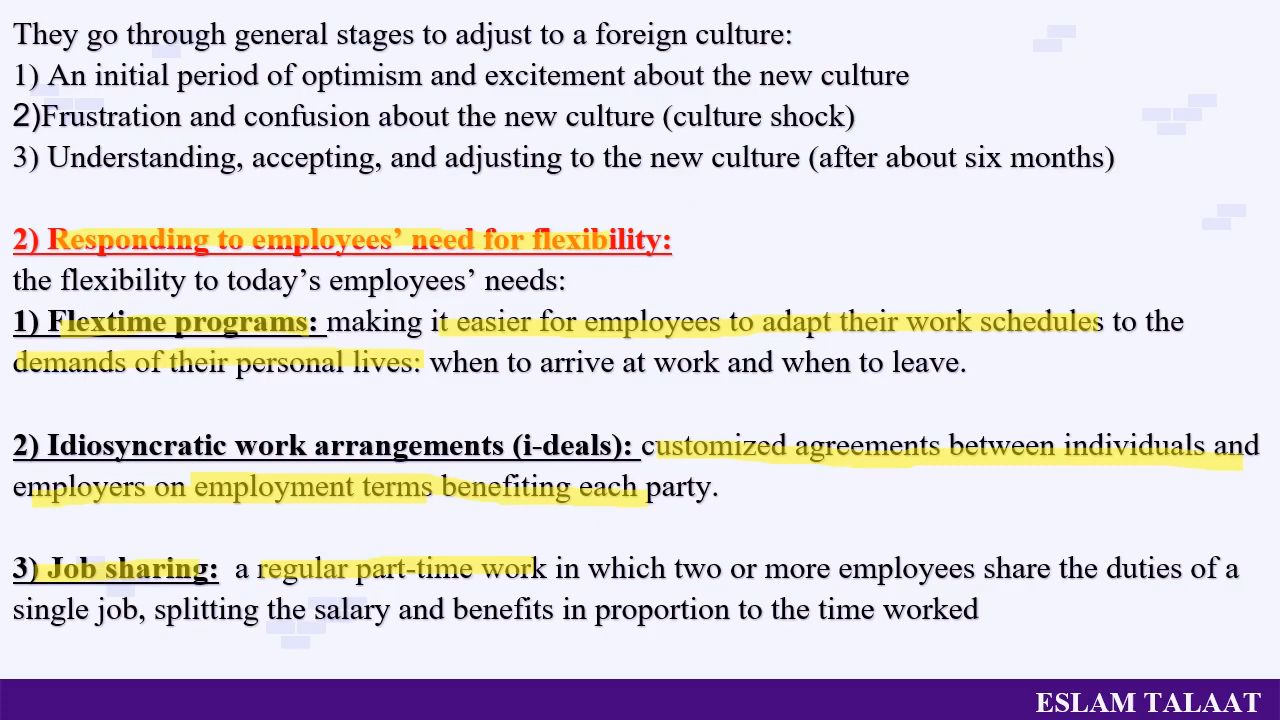 They go through general stages to adjust to a foreign culture:
1) An initial period of optimism and excitement about the new culture
2)Frustration and confusion about the new culture (culture shock)
3) Understanding, accepting, and adjusting to the new culture (after about six months)
2) Responding to employees’ need for flexibility:
the flexibility to today’s employees’ needs:
1) Flextime programs: making it easier for employees to adapt their work schedules to the
demands of their personal lives: when to arrive at work and when to leave.
2) Idiosyncratic work arrangements (i-deals): customized agreements between individuals and
employers on employment terms benefiting each party.
3) Job sharing: a regular part-time work in which two or more employees share the duties of a
single job, splitting the salary and benefits in proportion to the time worked
ESLAM TALAAT